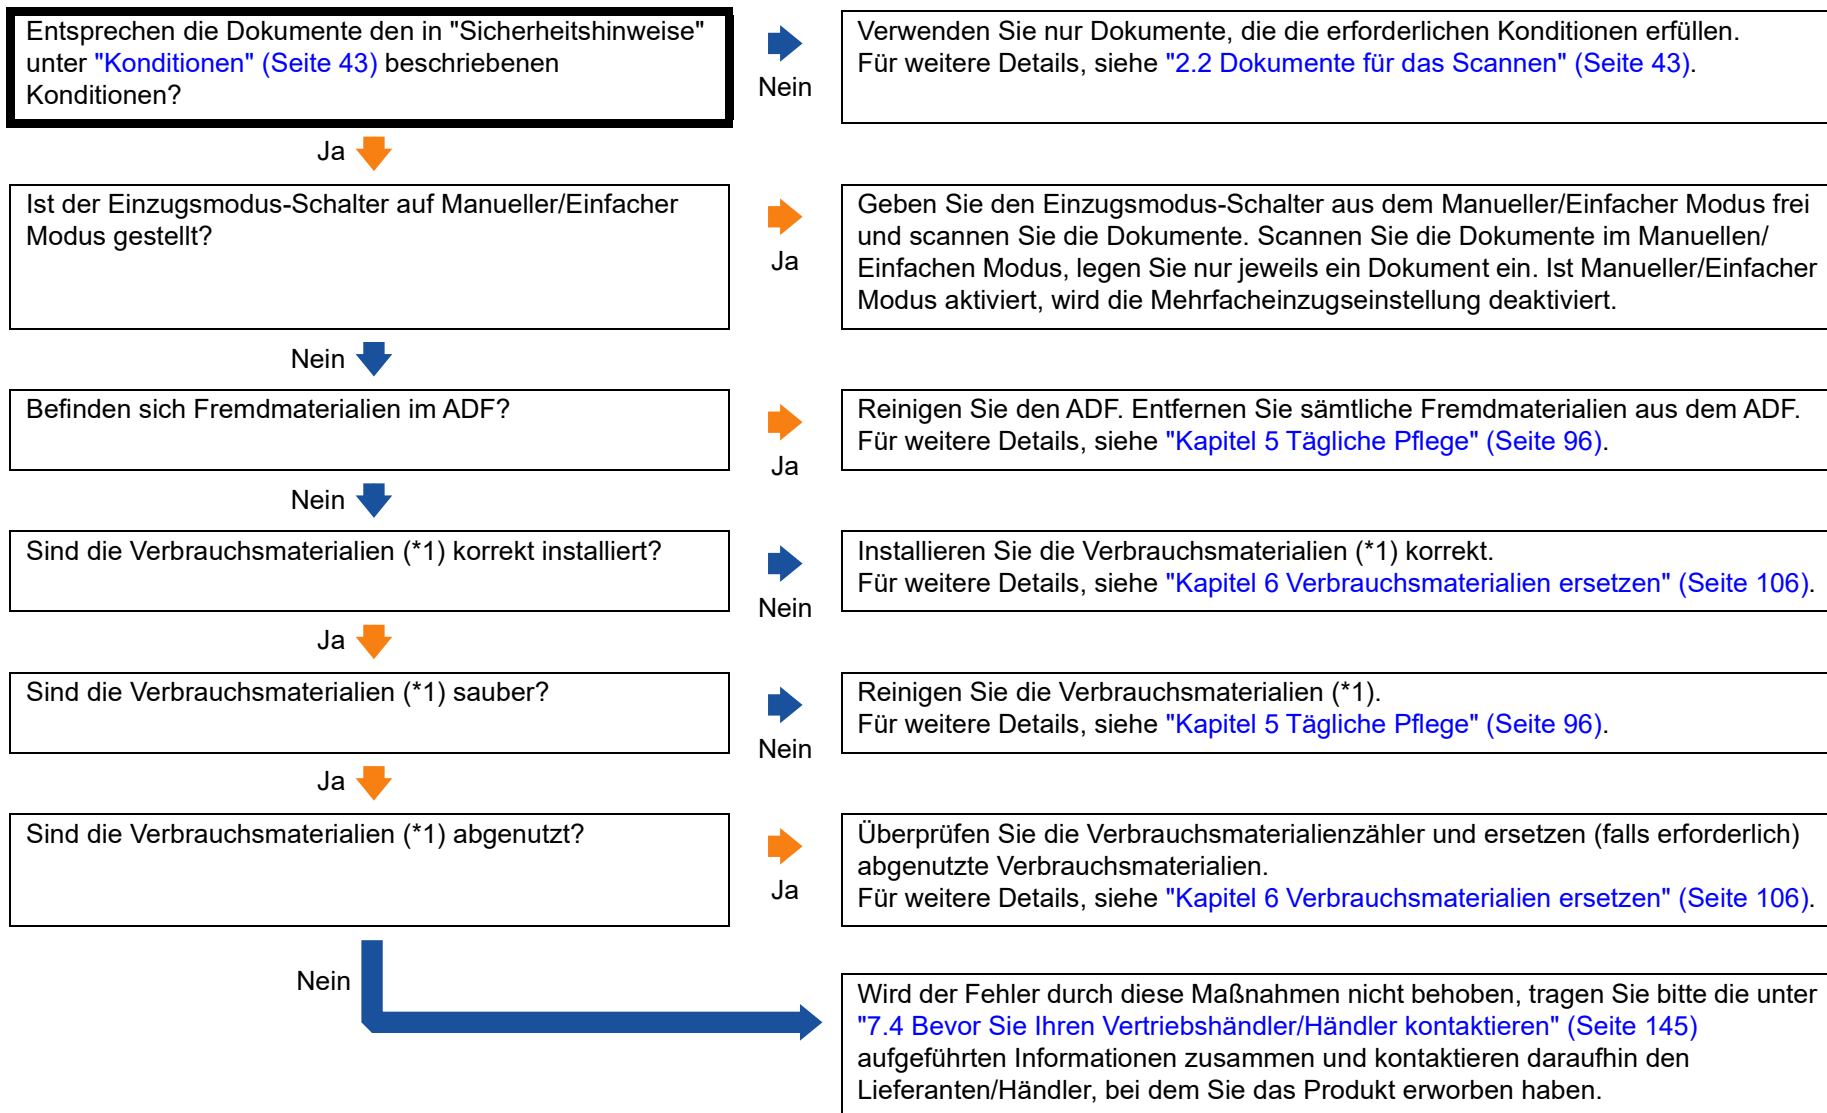 Entsprechen die Dokumente den in "Sicherheitshinweise"
unter "Konditionen" (Seite 43) beschriebenen
Konditionen?
Nein
Verwenden Sie nur Dokumente, die die erforderlichen Konditionen erfüllen.
Für weitere Details, siehe "2.2 Dokumente für das Scannen" (Seite 43).
Ja
Ist der Einzugsmodus-Schalter auf Manueller/Einfacher
Modus gestellt?
Ja
Geben Sie den Einzugsmodus-Schalter aus dem Manueller/Einfacher Modus frei
und scannen Sie die Dokumente. Scannen Sie die Dokumente im Manuellen/
Einfachen Modus, legen Sie nur jeweils ein Dokument ein. Ist Manueller/Einfacher
Modus aktiviert, wird die Mehrfacheinzugseinstellung deaktiviert.
Nein
Befinden sich Fremdmaterialien im ADF?
Ja
Reinigen Sie den ADF. Entfernen Sie sämtliche Fremdmaterialien aus dem ADF.
Für weitere Details, siehe "Kapitel 5 Tägliche Pflege" (Seite 96).
Nein
Sind die Verbrauchsmaterialien (*1) korrekt installiert?
Nein
Installieren Sie die Verbrauchsmaterialien (*1) korrekt.
Für weitere Details, siehe "Kapitel 6 Verbrauchsmaterialien ersetzen" (Seite 106).
Ja
Sind die Verbrauchsmaterialien (*1) sauber?
Nein
Reinigen Sie die Verbrauchsmaterialien (*1).
Für weitere Details, siehe "Kapitel 5 Tägliche Pflege" (Seite 96).
Ja
Sind die Verbrauchsmaterialien (*1) abgenutzt?
Ja
Überprüfen Sie die Verbrauchsmaterialienzähler und ersetzen (falls erforderlich)
abgenutzte Verbrauchsmaterialien.
Für weitere Details, siehe "Kapitel 6 Verbrauchsmaterialien ersetzen" (Seite 106).
Nein
Wird der Fehler durch diese Maßnahmen nicht behoben, tragen Sie bitte die unter
"7.4 Bevor Sie Ihren Vertriebshändler/Händler kontaktieren" (Seite 145)
aufgeführten Informationen zusammen und kontaktieren daraufhin den
Lieferanten/Händler, bei dem Sie das Produkt erworben haben.